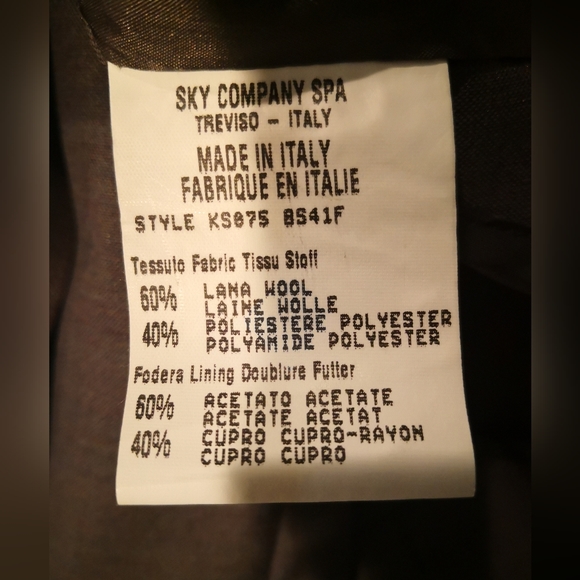 SKY COMPANY SPA
TREVISO - ITALY
MADE IN ITALY
FABRIQUE EN ITALIE
STYLE KS075 BS41F
Tessuto Fabric Tissu Stoff
60% LANA WOOL
LAINE WOLLE
40% POLIESTERE POLYESTER
POLYAMIDE POLYESTER
Fodera Lining Doublure Futter
60% ACETATO ACETATE
ACETATE ACETAT
40% CUPRO CUPRO-RAYON
CUPRO CUPRO